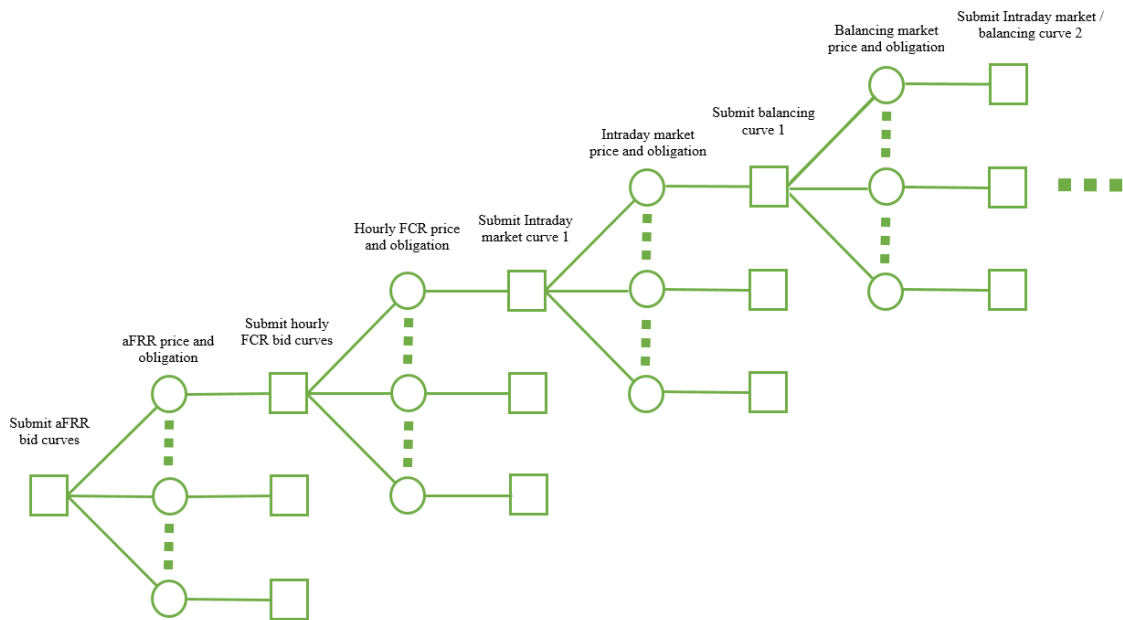 Submit aFRR
bid curves
aFRR price and
obligation
Submit hourly
FCR bid curves
Hourly FCR price
and obligation
Submit Intraday
market curve 1
Intraday market
price and obligation
Submit balancing
curve 1
Balancing market
price and obligation
Submit Intraday market /
balancing curve 2